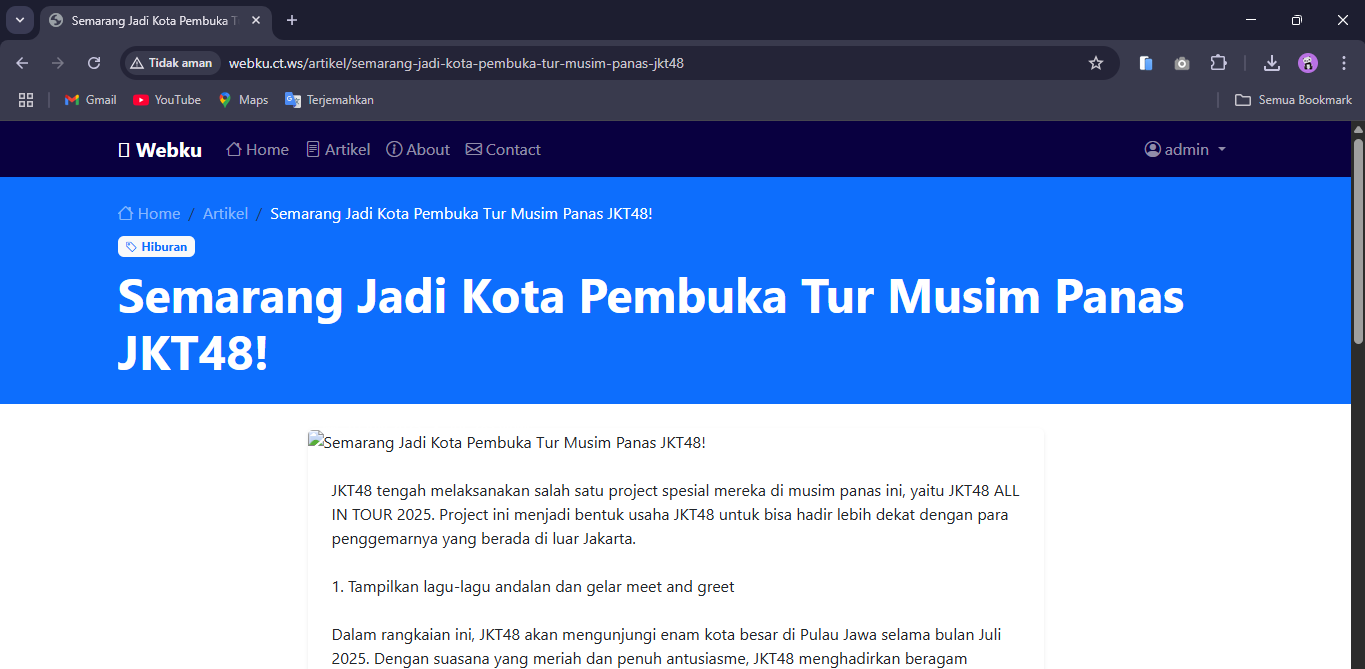 Semarang Jadi Kota Pembuka T
Tidak aman webku.ct.ws/artikel/semarang-jadi-kota-pembuka-tur-musim-panas-jkt48
Gmail YouTube Maps Terjemahkan Semua Bookmark
Webku Home Artikel About Contact admin
Home / Artikel / Semarang Jadi Kota Pembuka Tur Musim Panas JKT48!
Hiburan
Semarang Jadi Kota Pembuka Tur Musim Panas
JKT48!
Semarang Jadi Kota Pembuka Tur Musim Panas JKT48!
JKT48 tengah melaksanakan salah satu project spesial mereka di musim panas ini, yaitu JKT48 ALL
IN TOUR 2025. Project ini menjadi bentuk usaha JKT48 untuk bisa hadir lebih dekat dengan para
penggemarnya yang berada di luar Jakarta.
1. Tampilkan lagu-lagu andalan dan gelar meet and greet
Dalam rangkaian ini, JKT48 akan mengunjungi enam kota besar di Pulau Jawa selama bulan Juli
2025. Dengan suasana yang meriah dan penuh antusiasme, JKT48 menghadirkan beragam